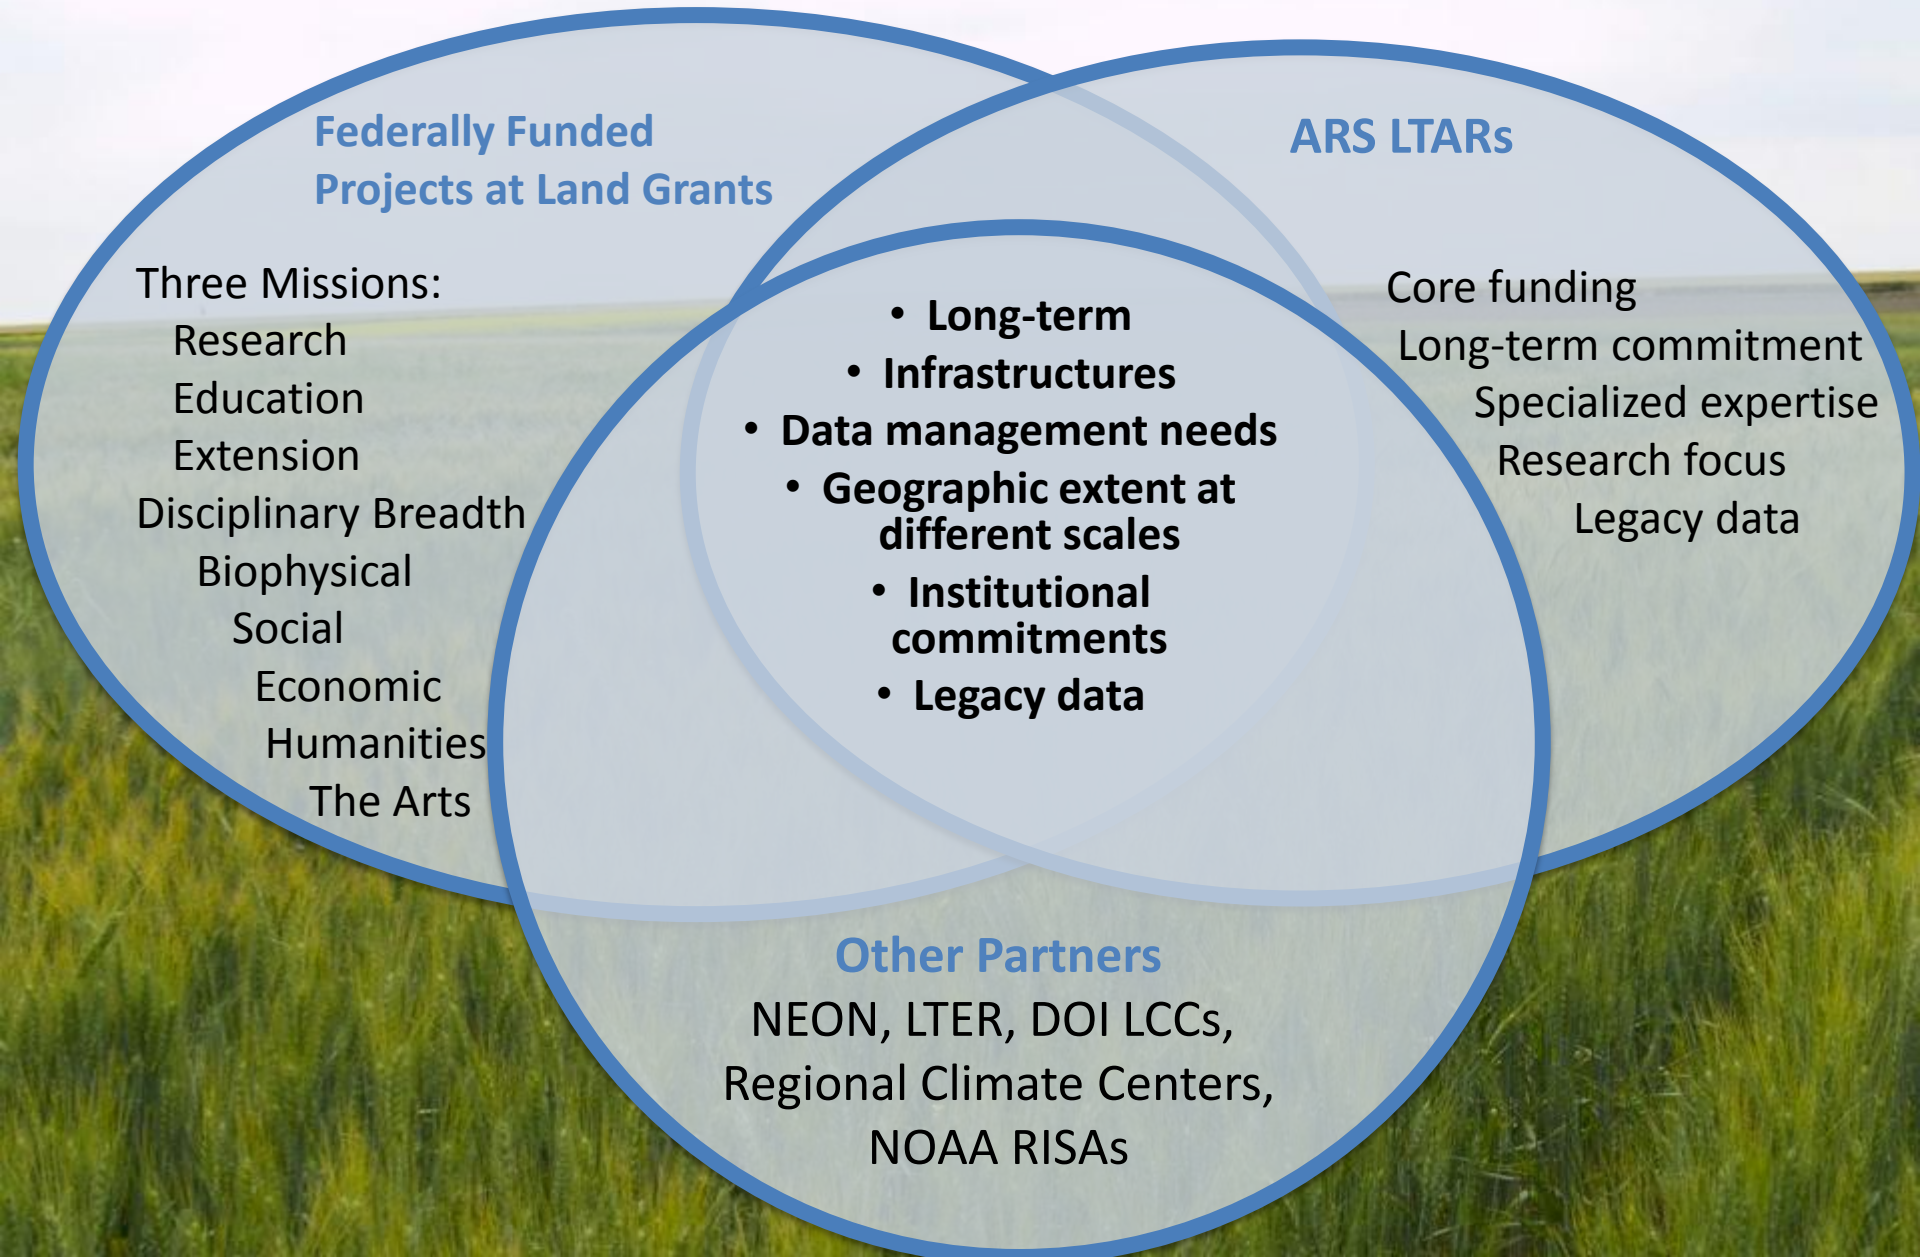 Federally Funded
Projects at Land Grants
Three Missions:
Research
Education
Extension
Disciplinary Breadth
Biophysical
Social
Economic
Humanities
The Arts
ARS LTARs
Core funding
Long-term commitment
Specialized expertise
Research focus
Legacy data
• Long-term
• Infrastructures
• Data management needs
• Geographic extent at
different scales
• Institutional
commitments
• Legacy data
Other Partners
NEON, LTER, DOI LCCs,
Regional Climate Centers,
NOAA RISAs